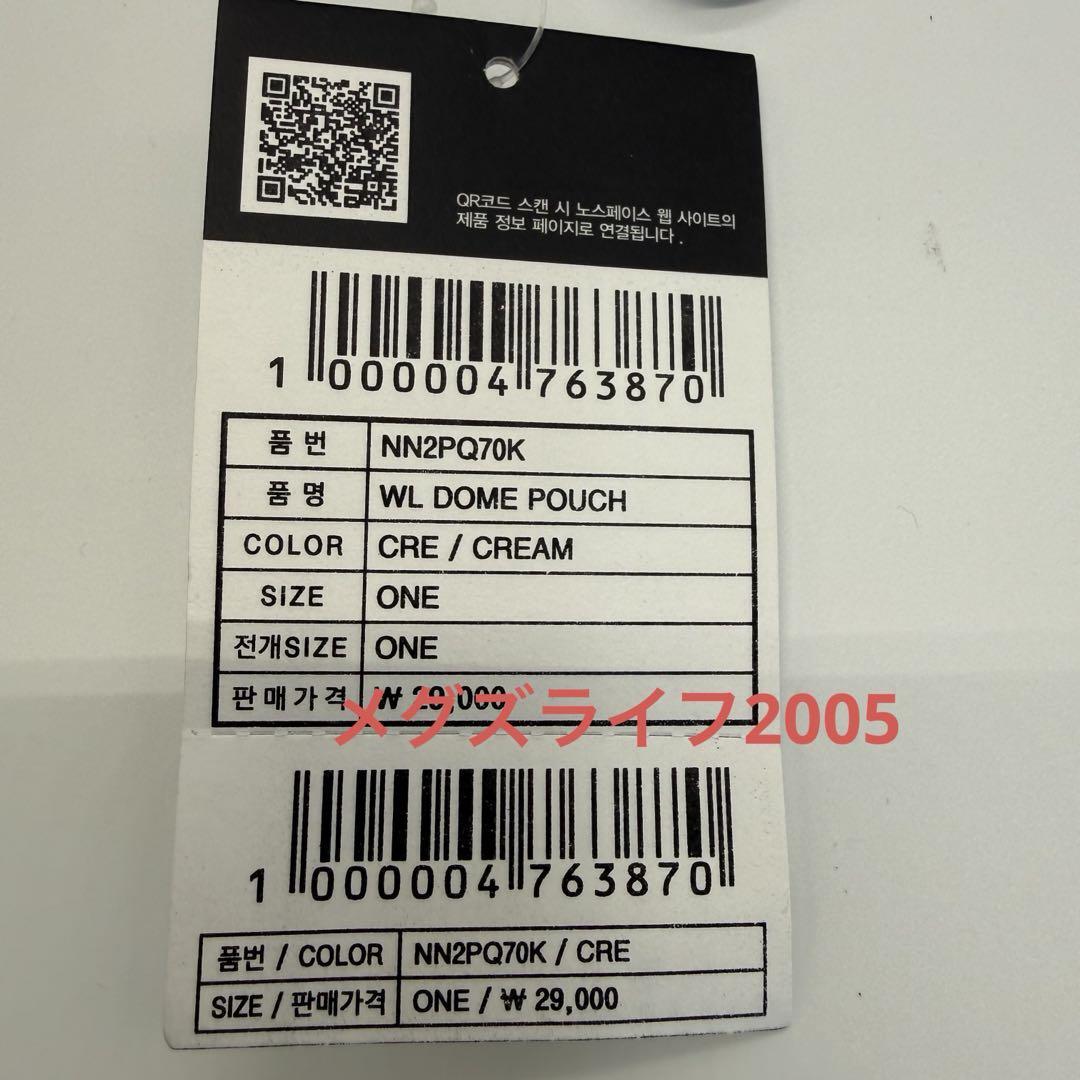 QR코드 스캔 시 노스페이스 웹 사이트의
제품 정보 페이지로 연결됩니다.
1 000004 763870
품번 NN2PQ70K
품명 WL DOME POUCH
COLOR CRE / CREAM
SIZE ONE
전개SIZE ONE
판매가격 ₩ 29,000
メグズライフ2005
1 000004 763870
품번 / COLOR NN2PQ70K / CRE
SIZE / 판매가격 ONE / ₩ 29,000